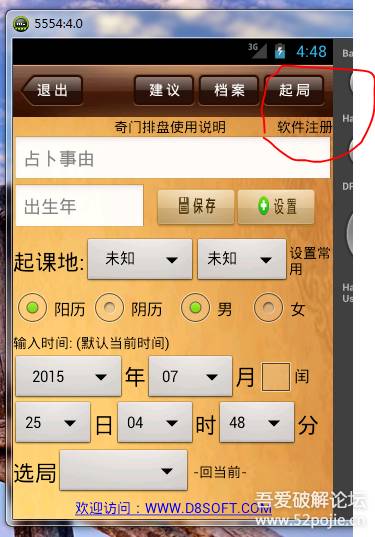 5554:4.0
3G 4:48
退出 建议 档案 起局
奇门排盘使用说明 软件注册
占卜事由
出生年 保存 设置
起课地: 未知 未知 设置常用
阳历 阴历 男 女
输入时间: (默认当前时间)
2015 年 07 月 闰
25 日 04 时 48 分
选局 -回当前-
欢迎访问：WWW.D8SOFT.COM
Ba
Ha
DP
Ha
Us
吾爱破解论坛
www.52pojie.cn